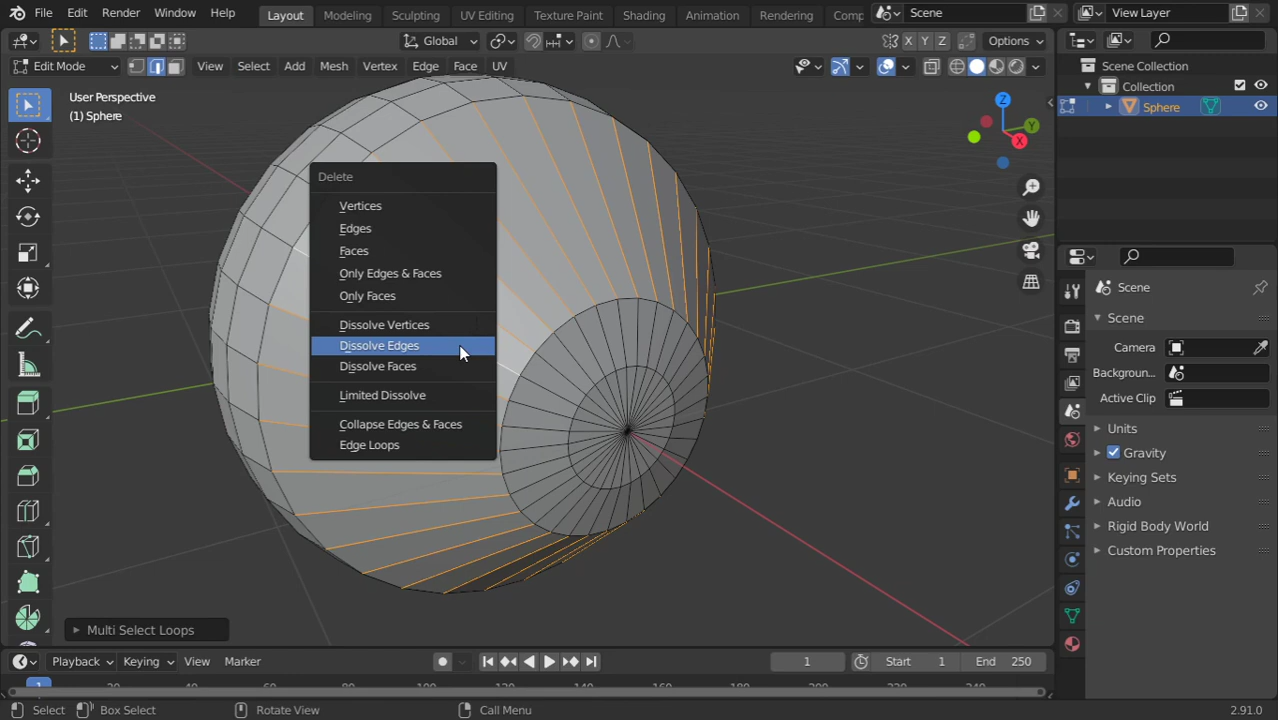 File Edit Render Window Help Layout Modeling Sculpting UV Editing Texture Paint Shading Animation Rendering Comp Scene View Layer
Global X Y Z Options
Edit Mode View Select Add Mesh Vertex Edge Face UV
User Perspective
(1) Sphere
Delete
Vertices
Edges
Faces
Only Edges & Faces
Only Faces
Dissolve Vertices
Dissolve Edges
Dissolve Faces
Limited Dissolve
Collapse Edges & Faces
Edge Loops
Z
Y
X
Multi Select Loops
Scene Collection
Collection
Sphere
Scene
Scene
Camera
Backgroun...
Active Clip
Units
Gravity
Keying Sets
Audio
Rigid Body World
Custom Properties
Playback Keying View Marker 1 Start 1 End 250
1
Select Box Select Rotate View Call Menu 2.91.0